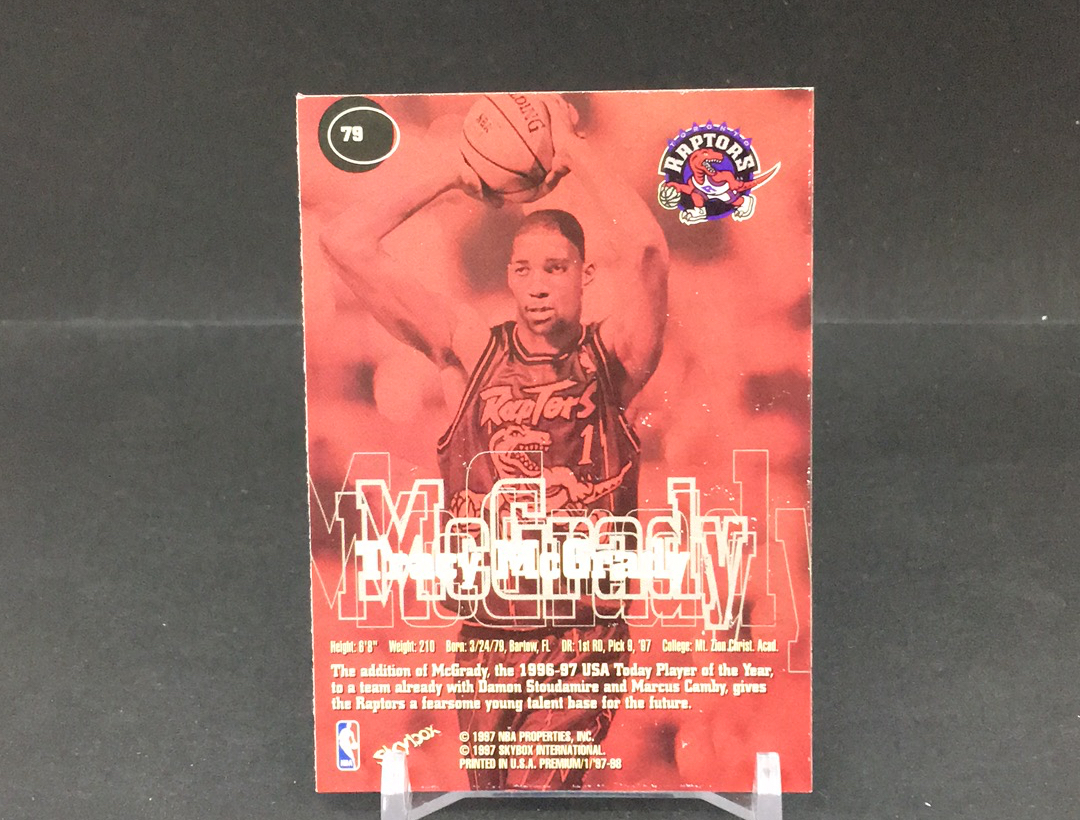 79
SPALDING
NBA
TORONTO
RAPTORS
RapTors
1
McGrady
Tracy McGrady
Height: 6'8" Weight: 210 Born: 3/24/79, Bartow, FL DR: 1st RD, Pick 9, '97 College: Mt. Zion Christ. Acad.
The addition of McGrady, the 1996-97 USA Today Player of the Year,
to a team already with Damon Stoudamire and Marcus Camby, gives
the Raptors a fearsome young talent base for the future.
NBA
Skybox
© 1997 NBA PROPERTIES, INC.
© 1997 SKYBOX INTERNATIONAL.
PRINTED IN U.S.A. PREMIUM/1/'97-98